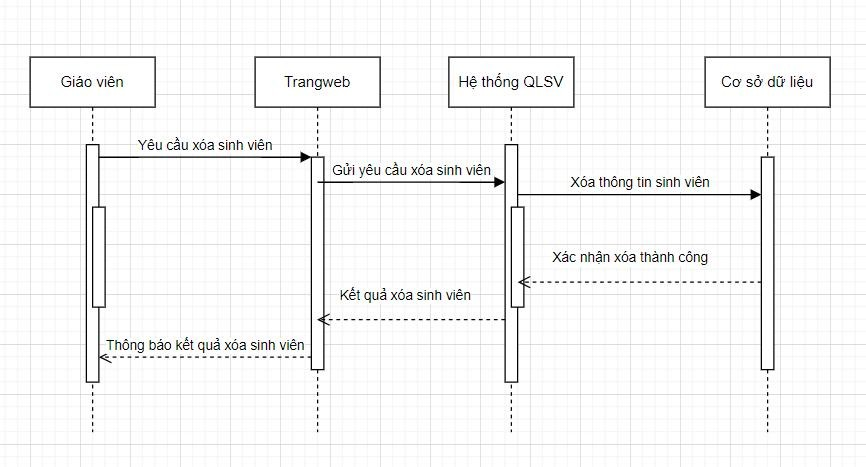 Giáo viên
Trangweb
Hệ thống QLSV
Cơ sở dữ liệu
Yêu cầu xóa sinh viên
Gửi yêu cầu xóa sinh viên
Xóa thông tin sinh viên
Xác nhận xóa thành công
Kết quả xóa sinh viên
Thông báo kết quả xóa sinh viên